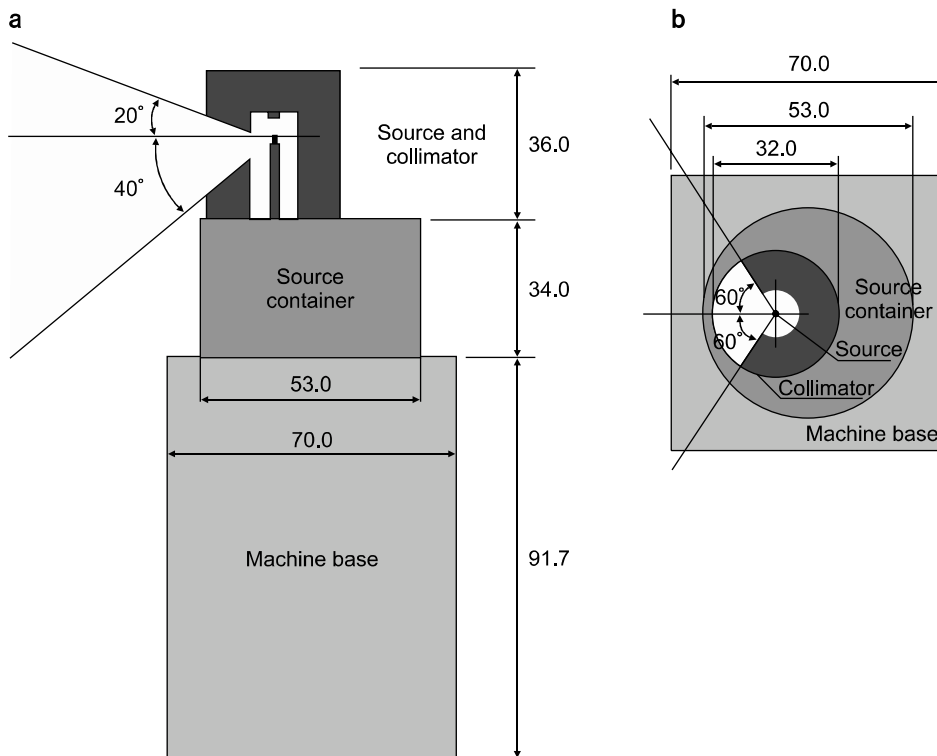 a
20°
40°
Source and
collimator
36.0
Source
container
34.0
53.0
70.0
Machine base
91.7
b
70.0
53.0
32.0
60°
60°
Source
container
Source
Collimator
Machine base